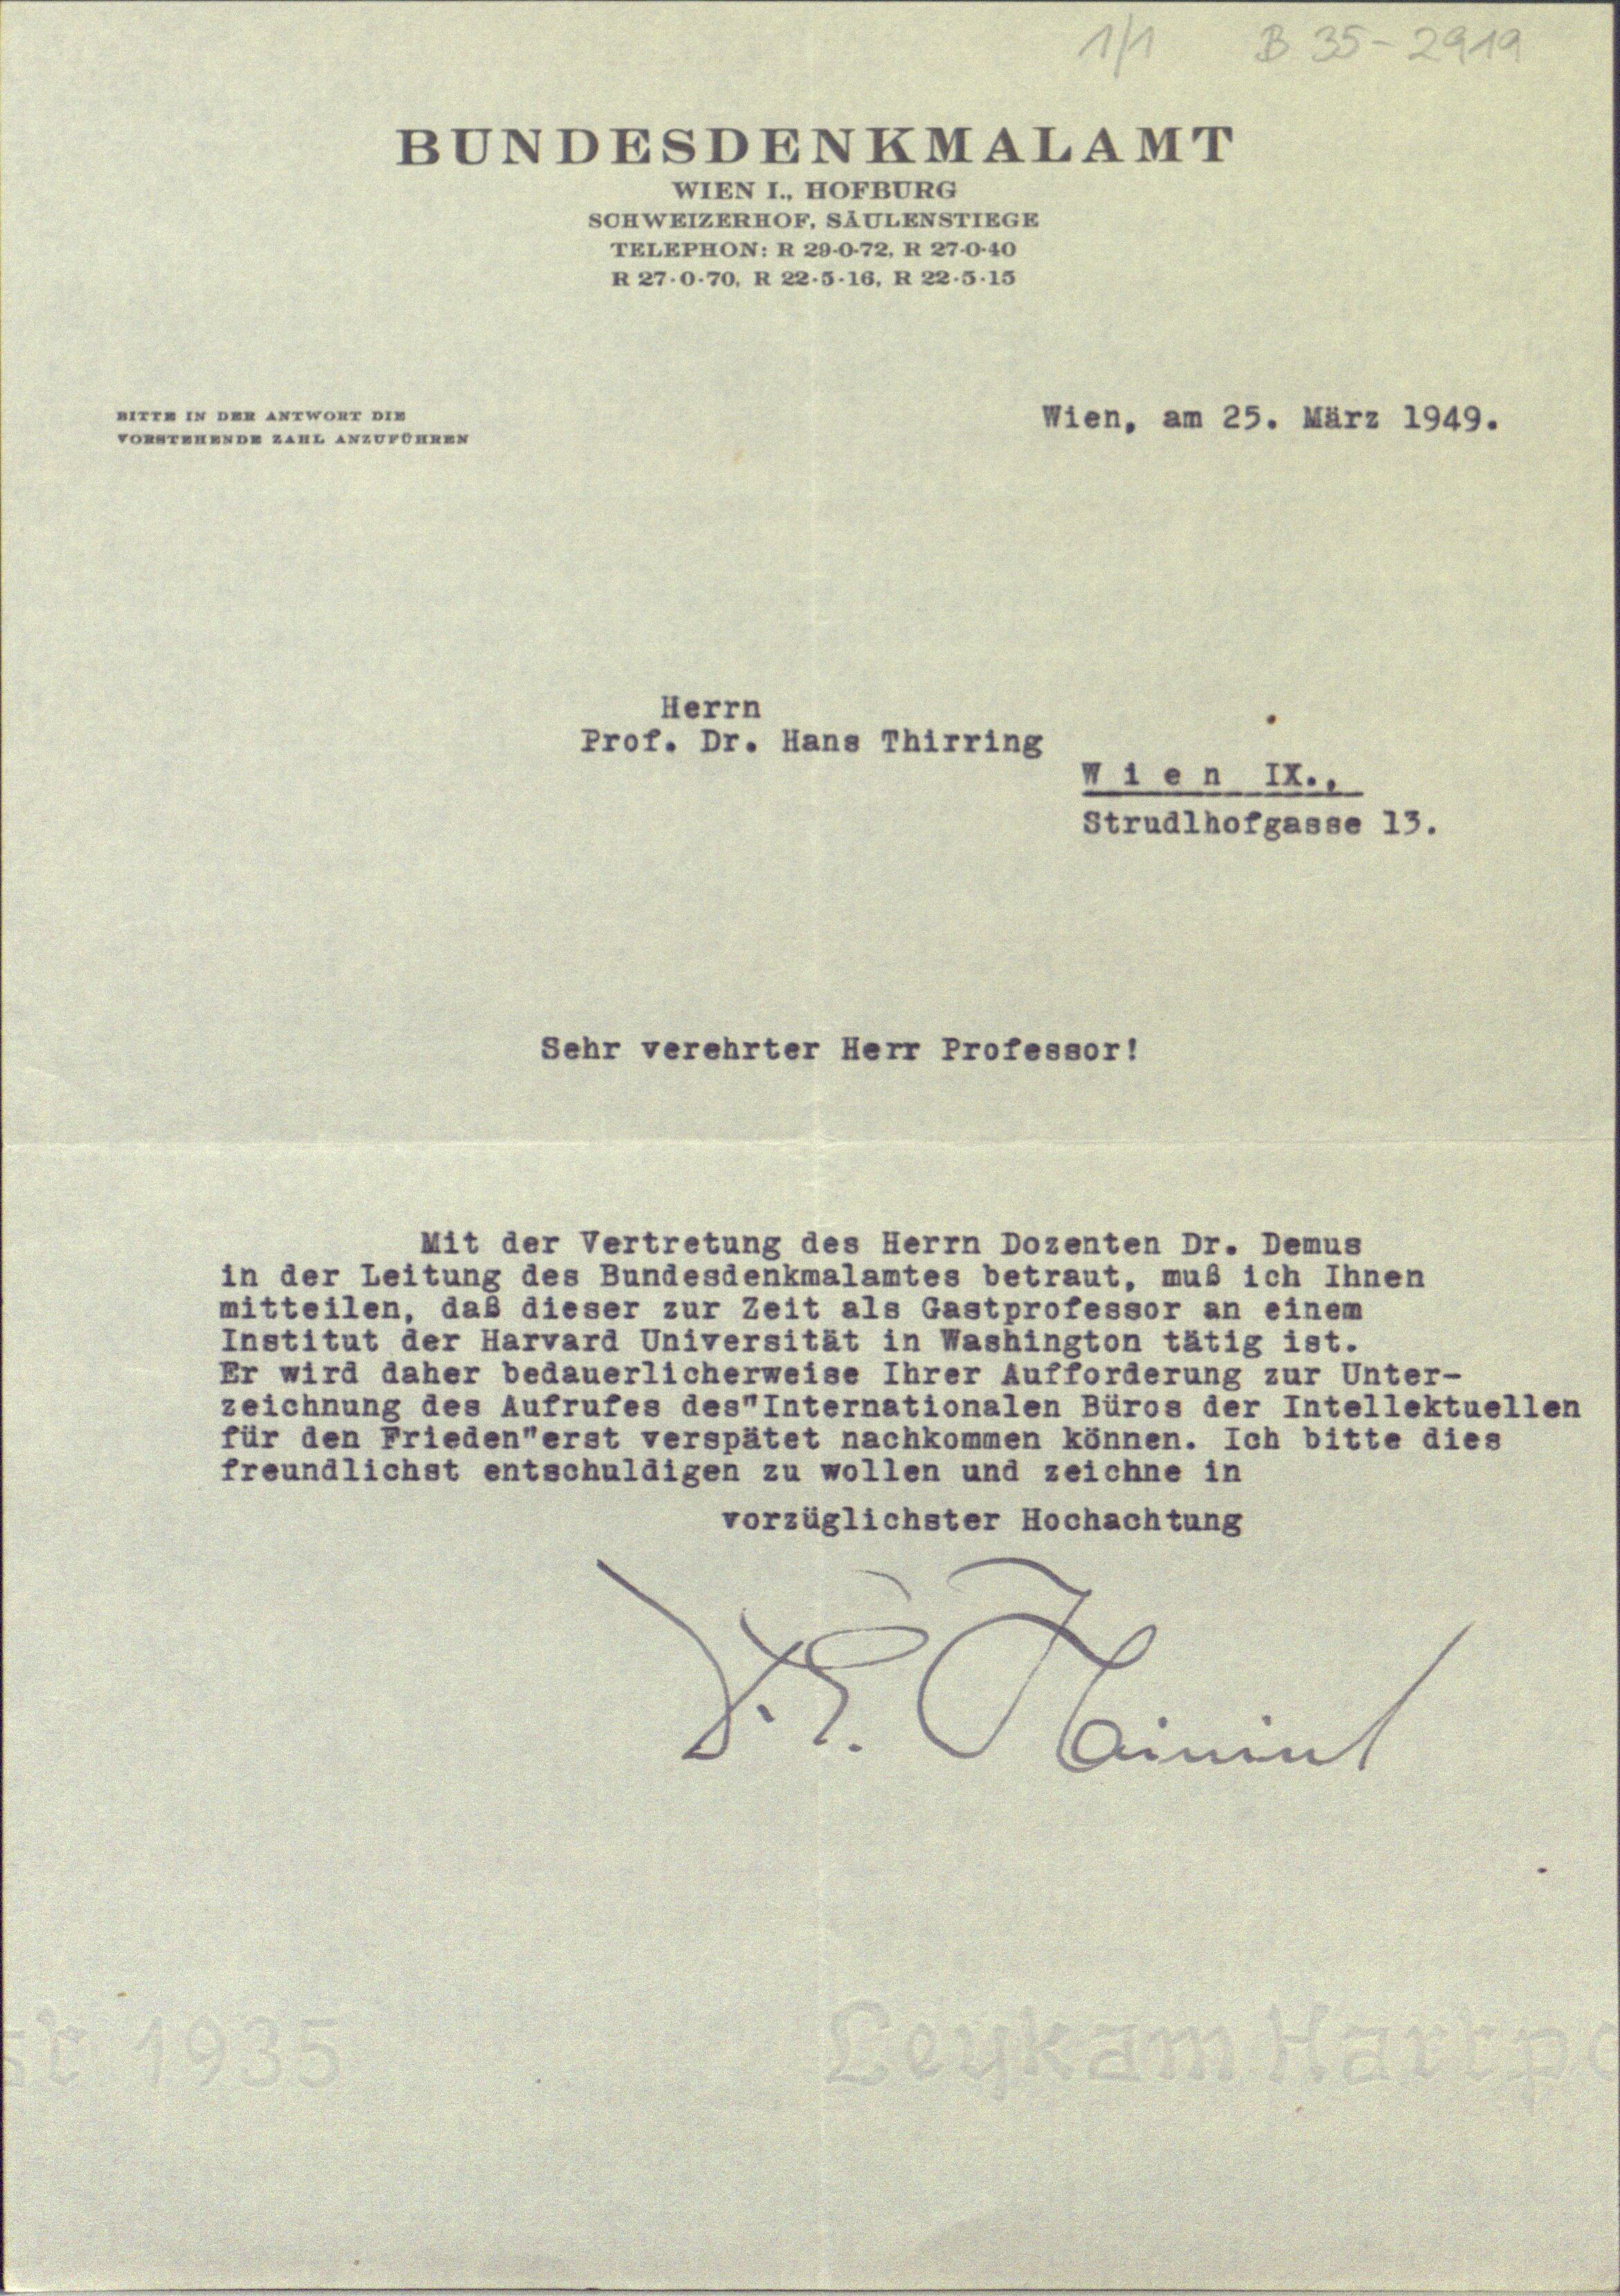 1/1 B 35-2919
BUNDESDENKMALAMT
WIEN I., HOFBURG
SCHWEIZERHOF, SÄULENSTIEGE
TELEPHON: R 29-0-72, R 27-0-40
R 27-0-70, R 22-5-16, R 22-5-15
BITTE IN DER ANTWORT DIE
VORSTEHENDE ZAHL ANZUFÜHREN
Wien, am 25. März 1949.
Herrn
Prof. Dr. Hans Thirring
W i e n IX.,
Strudlhofgasse 13.
Sehr verehrter Herr Professor!
Mit der Vertretung des Herrn Dozenten Dr. Demus
in der Leitung des Bundesdenkmalamtes betraut, muß ich Ihnen
mitteilen, daß dieser zur Zeit als Gastprofessor an einem
Institut der Harvard Universität in Washington tätig ist.
Er wird daher bedauerlicherweise Ihrer Aufforderung zur Unter-
zeichnung des Aufrufes des"Internationalen Büros der Intellektuellen
für den Frieden"erst verspätet nachkommen können. Ich bitte dies
freundlichst entschuldigen zu wollen und zeichne in
vorzüglichster Hochachtung
1935 Leykam Hartpo